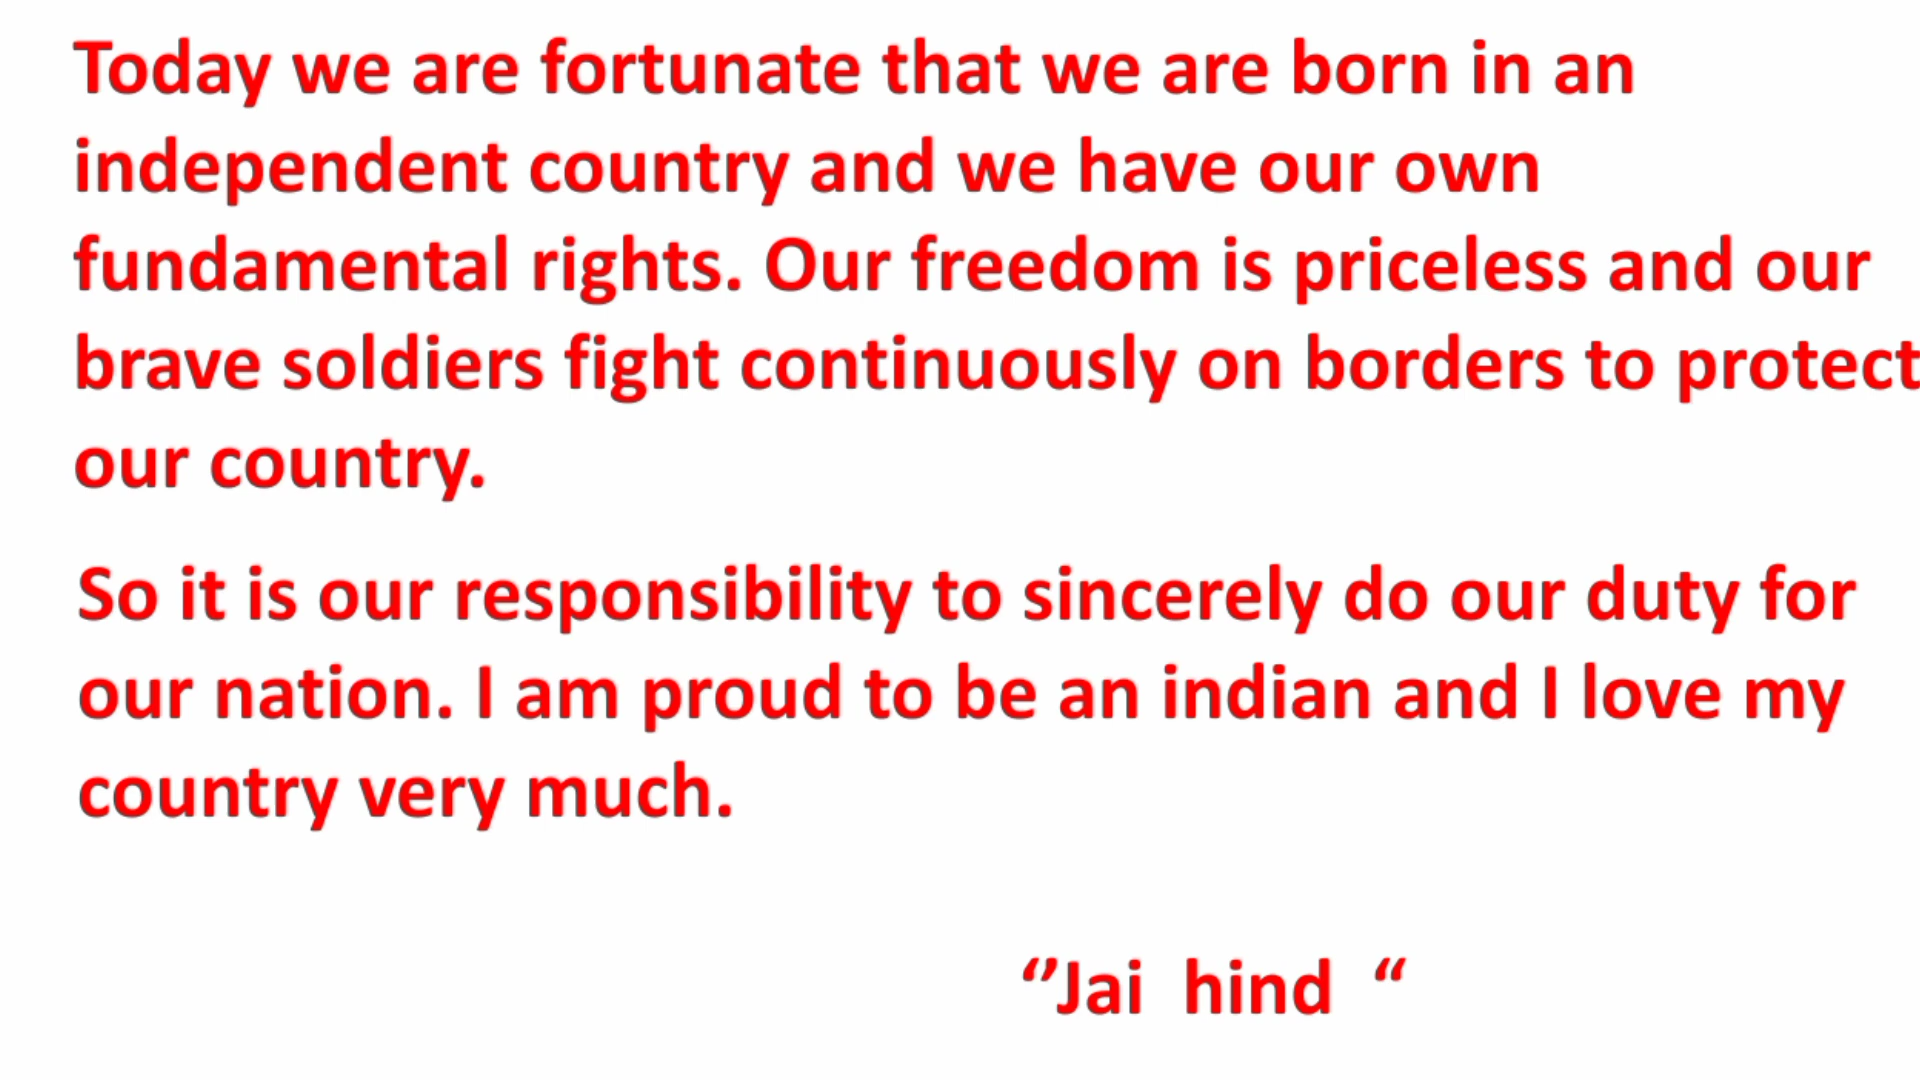 Today we are fortunate that we are born in an
independent country and we have our own
fundamental rights. Our freedom is priceless and our
brave soldiers fight continuously on borders to protect
our country.
So it is our responsibility to sincerely do our duty for
our nation. I am proud to be an indian and I love my
country very much.
‘’Jai  hind  “